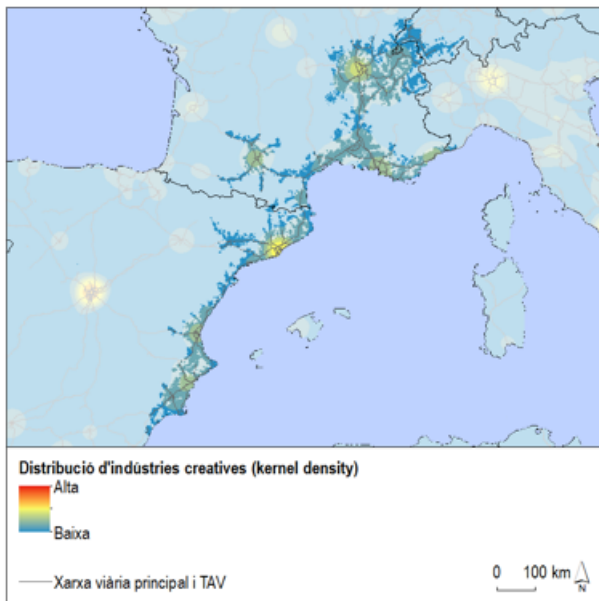 Distribució d'indústries creatives (kernel density)
Alta
Baixa
Xarxa viària principal i TAV
0 100 km
N